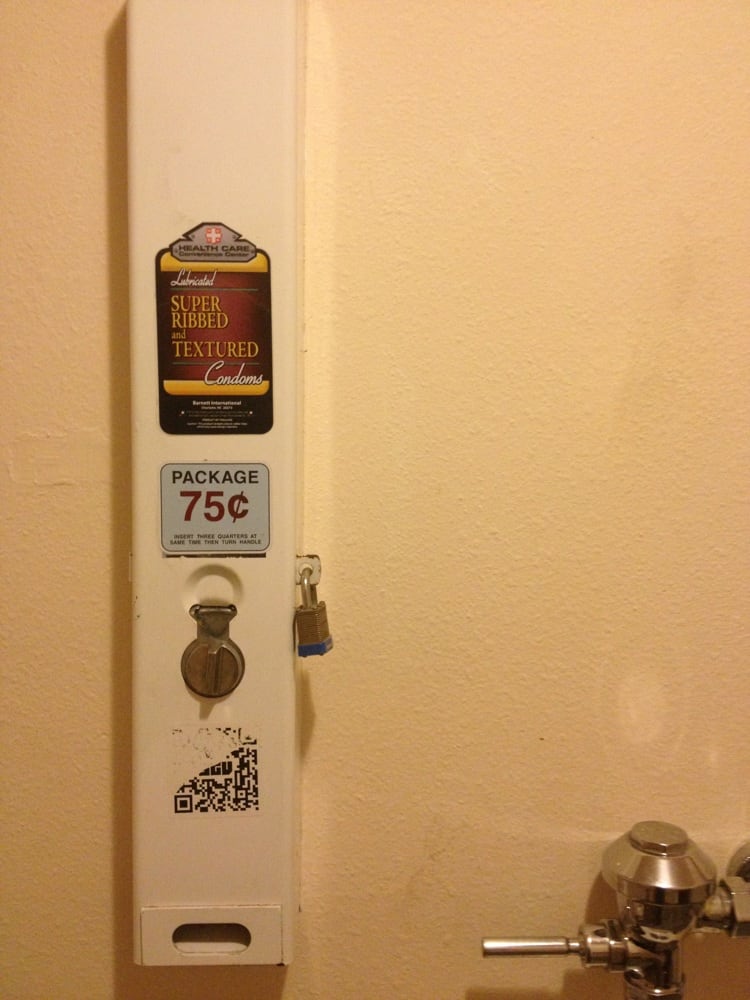 HEALTH CARE
Convenience Center
Lubricated
SUPER
RIBBED
and
TEXTURED
Condoms
Barnett International
PACKAGE
75¢
INSERT THREE QUARTERS AT
SAME TIME THEN TURN HANDLE